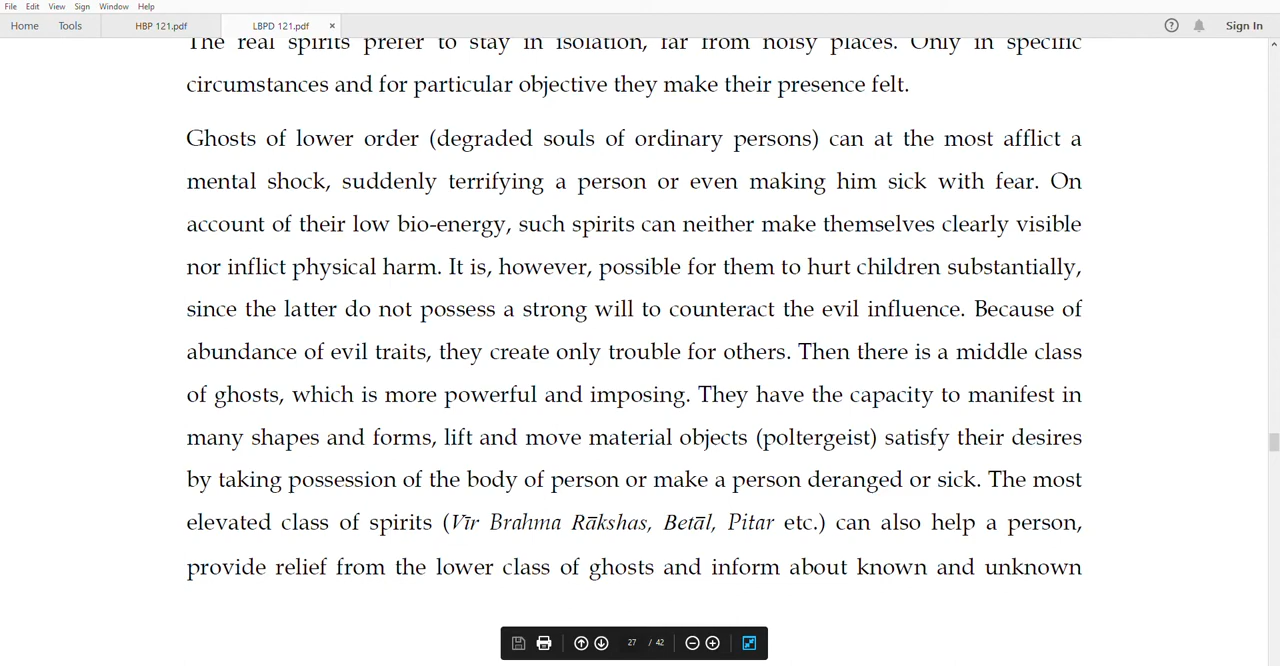 File Edit View Sign Window Help
Home Tools HBP 121.pdf LBPD 121.pdf × Sign In
The real spirits prefer to stay in isolation, far from noisy places. Only in specific
circumstances and for particular objective they make their presence felt.
Ghosts of lower order (degraded souls of ordinary persons) can at the most afflict a
mental shock, suddenly terrifying a person or even making him sick with fear. On
account of their low bio-energy, such spirits can neither make themselves clearly visible
nor inflict physical harm. It is, however, possible for them to hurt children substantially,
since the latter do not possess a strong will to counteract the evil influence. Because of
abundance of evil traits, they create only trouble for others. Then there is a middle class
of ghosts, which is more powerful and imposing. They have the capacity to manifest in
many shapes and forms, lift and move material objects (poltergeist) satisfy their desires
by taking possession of the body of person or make a person deranged or sick. The most
elevated class of spirits (Vīr Brahma Rākshas, Betāl, Pitar etc.) can also help a person,
provide relief from the lower class of ghosts and inform about known and unknown
27 / 42